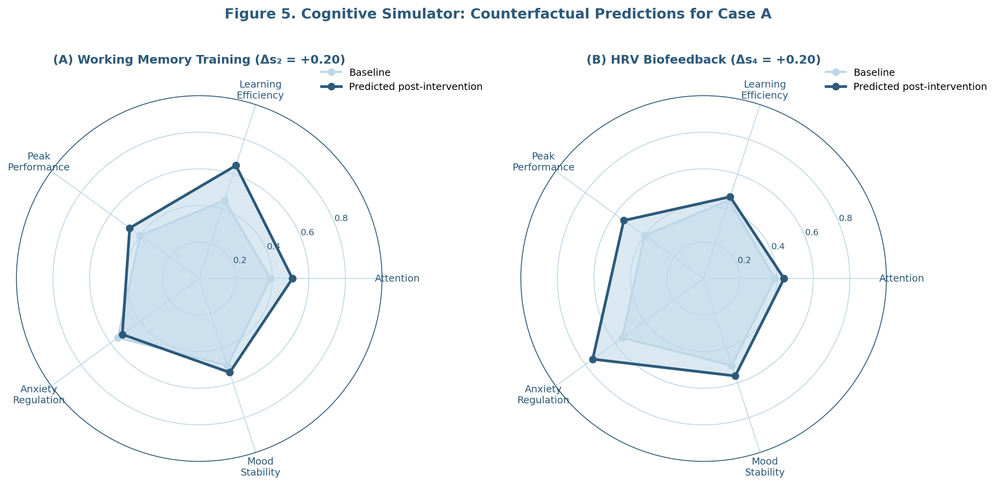 Figure 5. Cognitive Simulator: Counterfactual Predictions for Case A
(A) Working Memory Training (Δs₂ = +0.20)
Baseline
Predicted post-intervention
Learning
Efficiency
Peak
Performance
0.8
0.6
0.4
0.2
Attention
Anxiety
Regulation
Mood
Stability
(B) HRV Biofeedback (Δs₄ = +0.20)
Baseline
Predicted post-intervention
Learning
Efficiency
Peak
Performance
0.8
0.6
0.4
0.2
Attention
Anxiety
Regulation
Mood
Stability